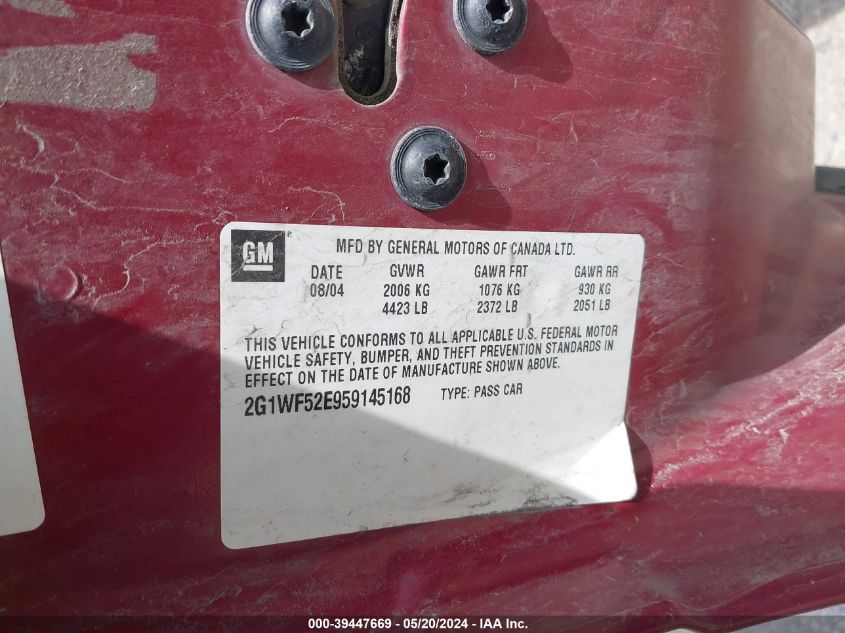 GM
MFD BY GENERAL MOTORS OF CANADA LTD.
DATE GVWR GAWR FRT GAWR RR
08/04 2006 KG 1076 KG 930 KG
4423 LB 2372 LB 2051 LB
THIS VEHICLE CONFORMS TO ALL APPLICABLE U.S. FEDERAL MOTOR
VEHICLE SAFETY, BUMPER, AND THEFT PREVENTION STANDARDS IN
EFFECT ON THE DATE OF MANUFACTURE SHOWN ABOVE.
2G1WF52E959145168 TYPE: PASS CAR
000-39447669 - 05/20/2024 - IAA Inc.